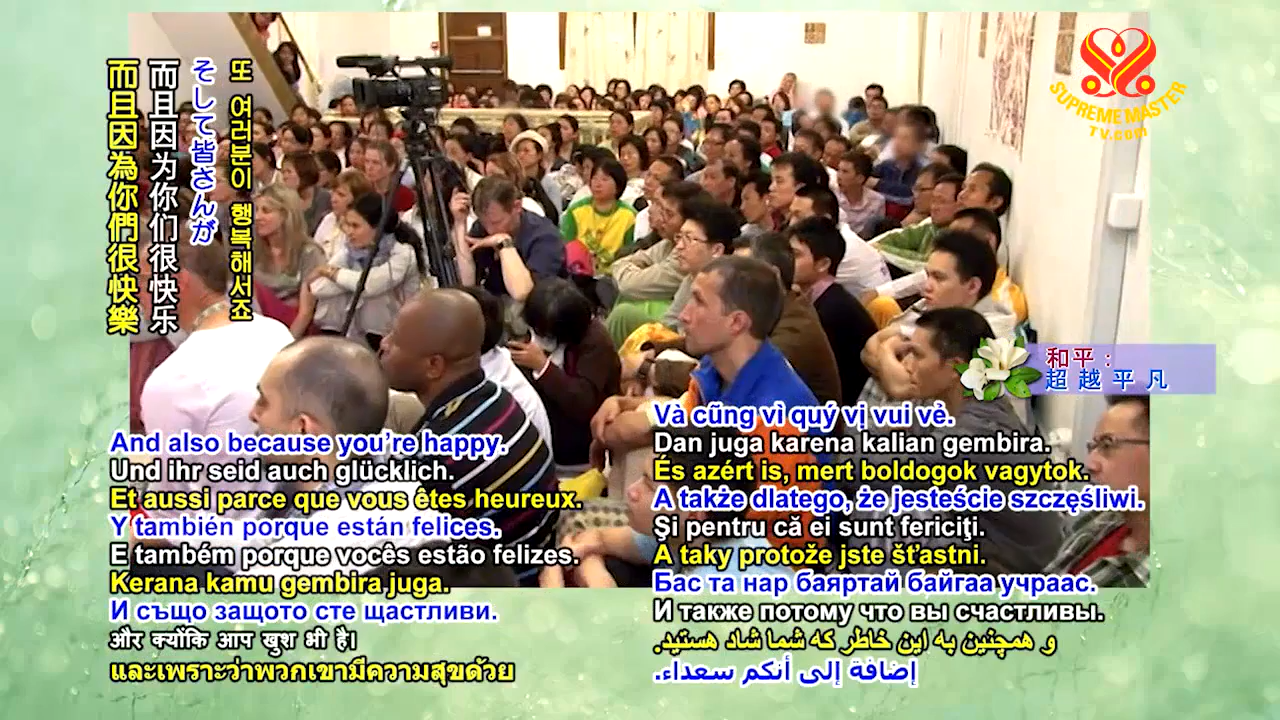 또 여러분이 행복해서죠
そして皆さんが
而且因为你们很快乐
而且因為你們很快樂
SUPREME MASTER
TV.com
和平：
超越平凡
And also because you're happy.
Und ihr seid auch glücklich.
Et aussi parce que vous êtes heureux.
Y también porque están felices.
E também porque vocês estão felizes.
Kerana kamu gembira juga.
И също защото сте щастливи.
और क्योंकि आप खुश भी है।
และเพราะว่าพวกเขามีความสุขด้วย
Và cũng vì quý vị vui vẻ.
Dan juga karena kalian gembira.
És azért is, mert boldogok vagytok.
A także dlatego, że jesteście szczęśliwi.
Şi pentru că ei sunt fericiţi.
A taky protože jste šťastni.
Бас та нар баяртай байгаа учраас.
И также потому что вы счастливы.
و همچنین به این خاطر که شما شاد هستید.
إضافة إلى أنكم سعداء.